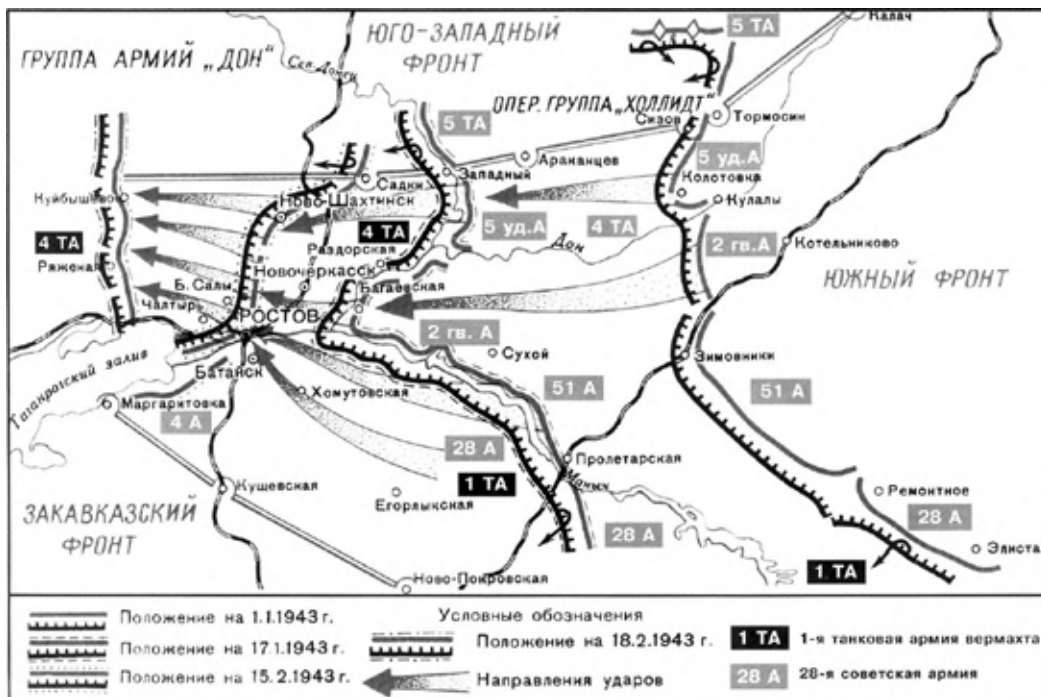 ГРУППА АРМИЙ „ДОН"
ЮГО-ЗАПАДНЫЙ
ФРОНТ
5 ТА
Калач
ОПЕР. ГРУППА „ХОЛЛИДТ"
Сизов
Тормосин
5 ТА
Араканцев
Западный
5 уд. А
Садки
Колотовка
Куйбышево
Ново-Шахтинск
Кулалы
4 ТА
4 ТА
5 уд. А
4 ТА
2 гв. А
Дон
Раздорская
Котельниково
Ряженая
Новочеркасск
ЮЖНЫЙ ФРОНТ
Б. Салы
Багаевская
Чалтырь
РОСТОВ
2 гв. А
Сухой
Зимовники
Таганрогский залив
Батайск
51 А
51 А
Хомутовская
Маргаритовка
4 А
28 А
Пролетарская
1 ТА
Маныч
Кущевская
Егорлыкская
Ремонтное
ЗАКАВКАЗСКИЙ
ФРОНТ
28 А
28 А
Элиста
1 ТА
Ново-Покровская
Условные обозначения
Положение на 1.1.1943 г.
Положение на 17.1.1943 г.
Положение на 15.2.1943 г.
Положение на 18.2.1943 г.
Направления ударов
1 ТА 1-я танковая армия вермахта
28 А 28-я советская армия